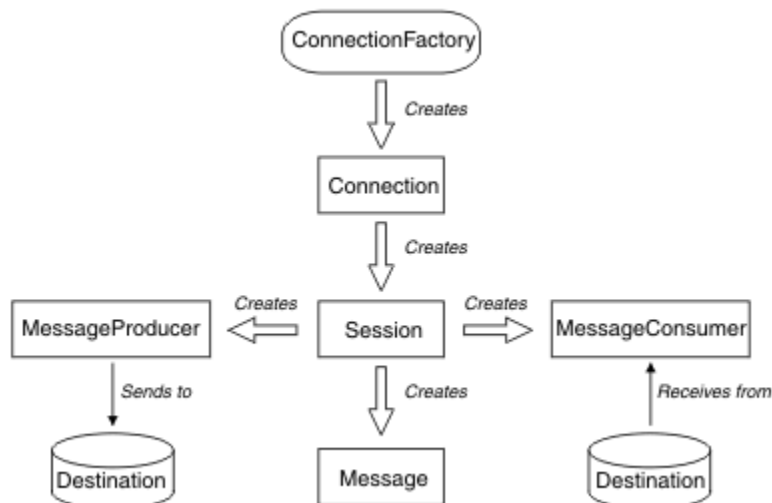 ConnectionFactory
Creates
Connection
Creates
Creates
Creates
MessageProducer
Session
MessageConsumer
Sends to
Creates
Receives from
Destination
Message
Destination